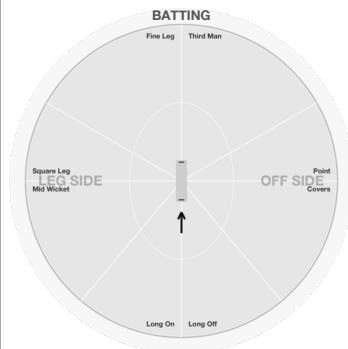 BATTING
Fine Leg
Third Man
Square Leg
Point
LEG SIDE
OFF SIDE
Mid Wicket
Covers
Long On
Long Off